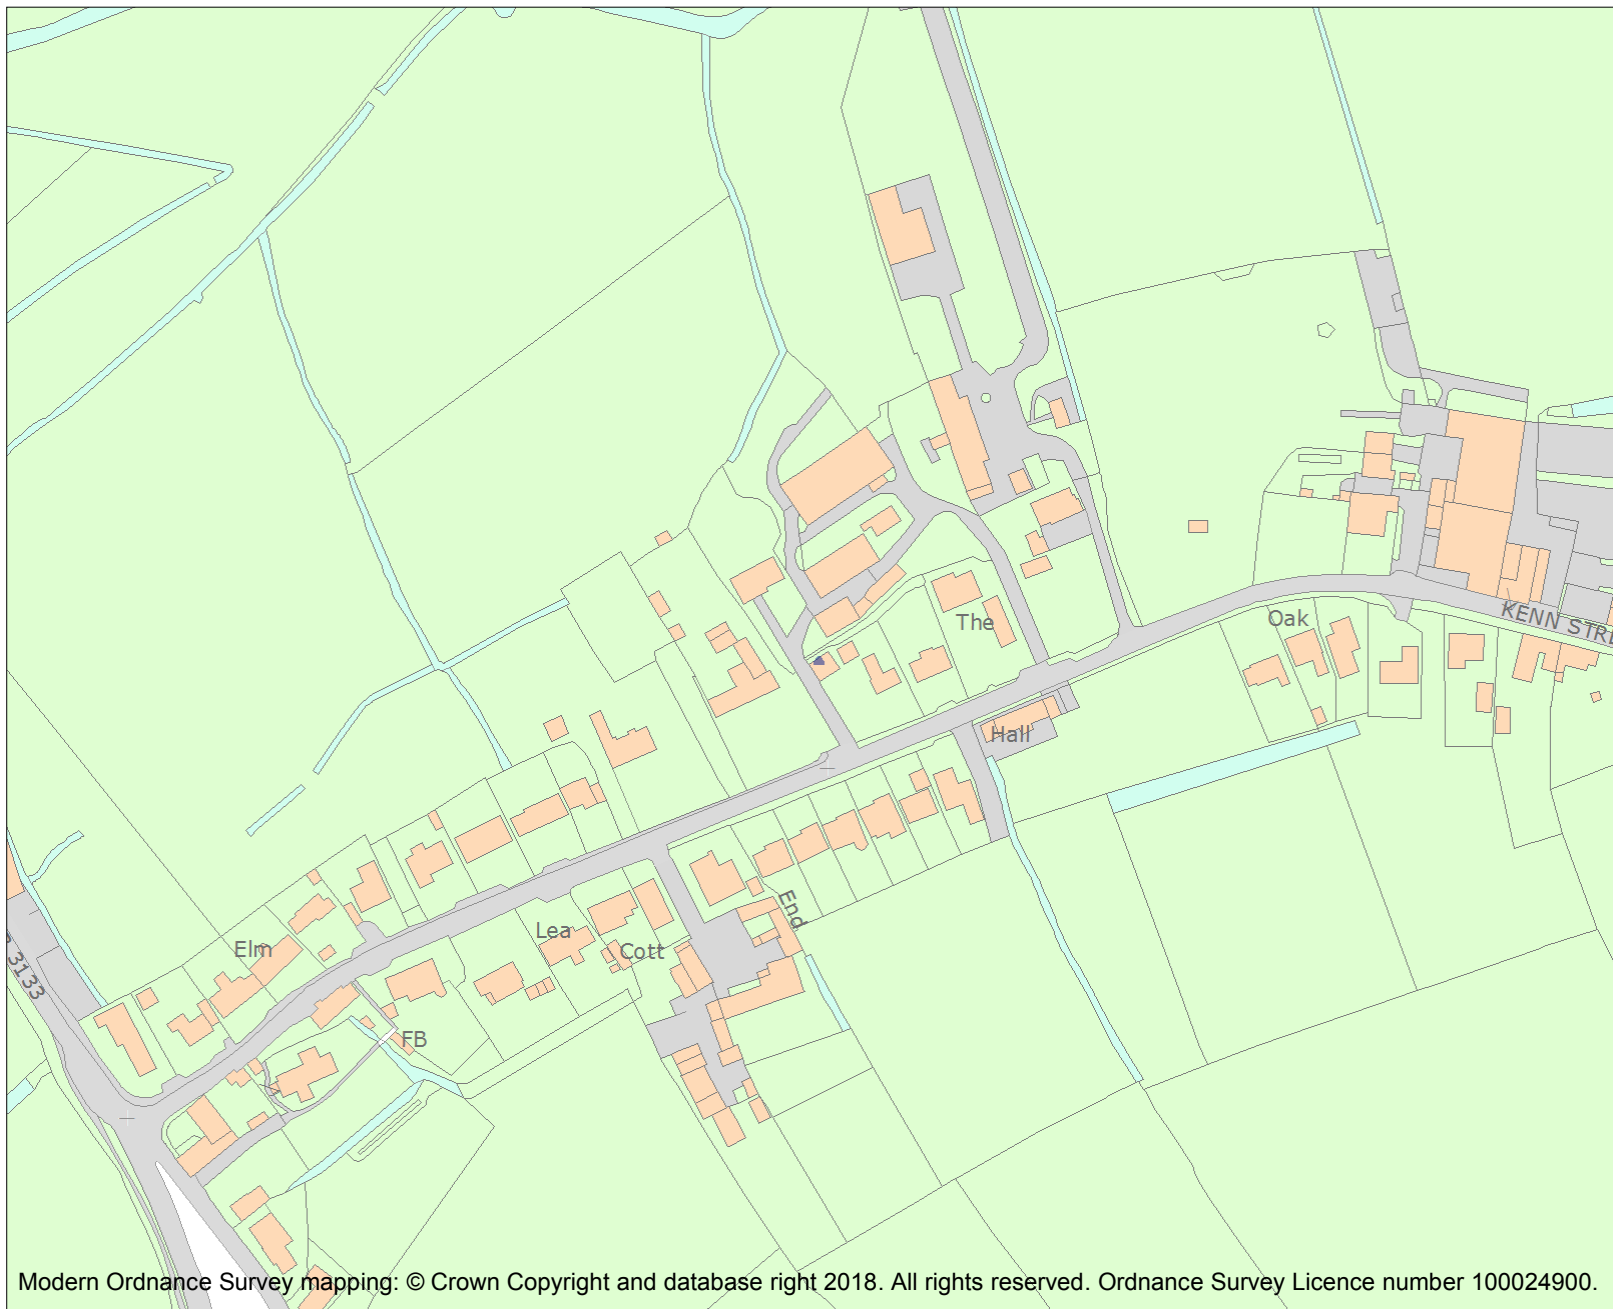 The
Oak
KENN STRE
Hall
End
Lea
Cott
Elm
3133
FB
Modern Ordnance Survey mapping: © Crown Copyright and database right 2018. All rights reserved. Ordnance Survey Licence number 100024900.